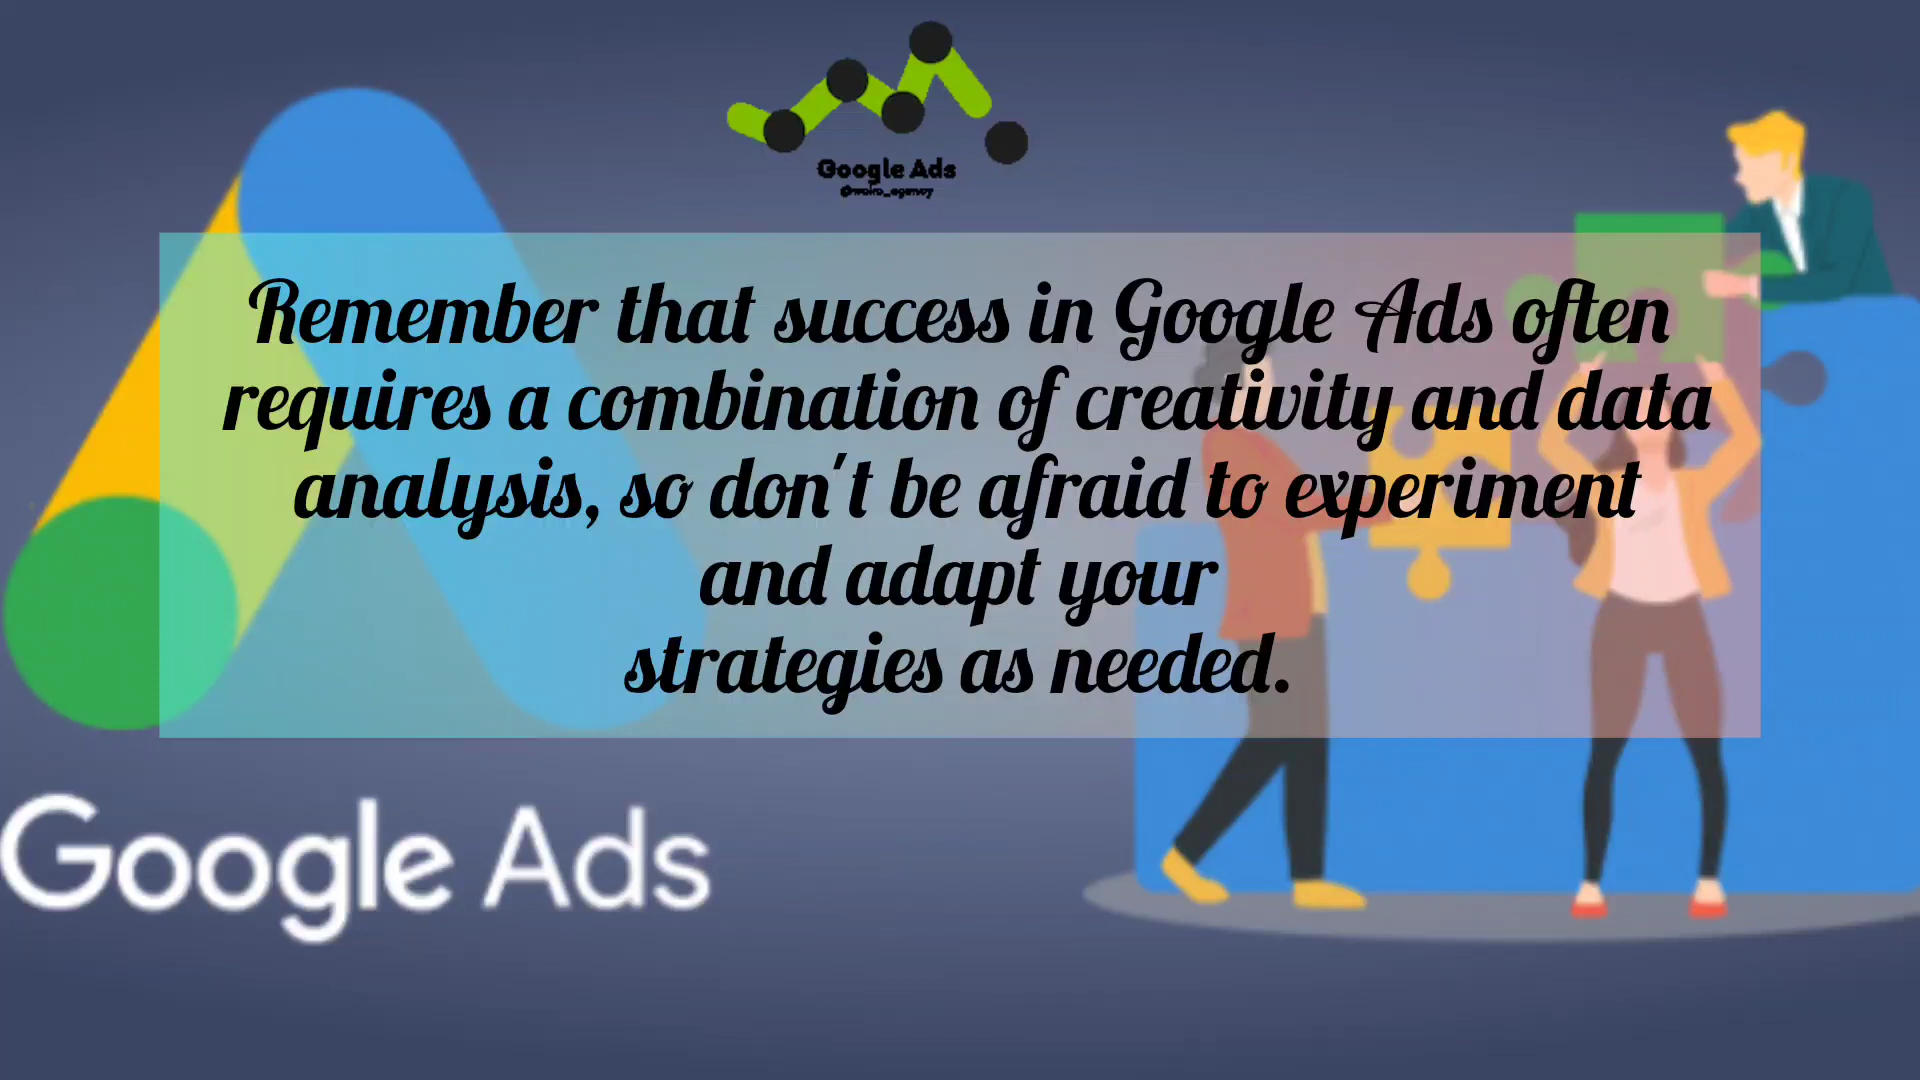 Google Ads
Remember that success in Google Ads often
requires a combination of creativity and data
analysis, so don't be afraid to experiment
and adapt your
strategies as needed.
Google Ads